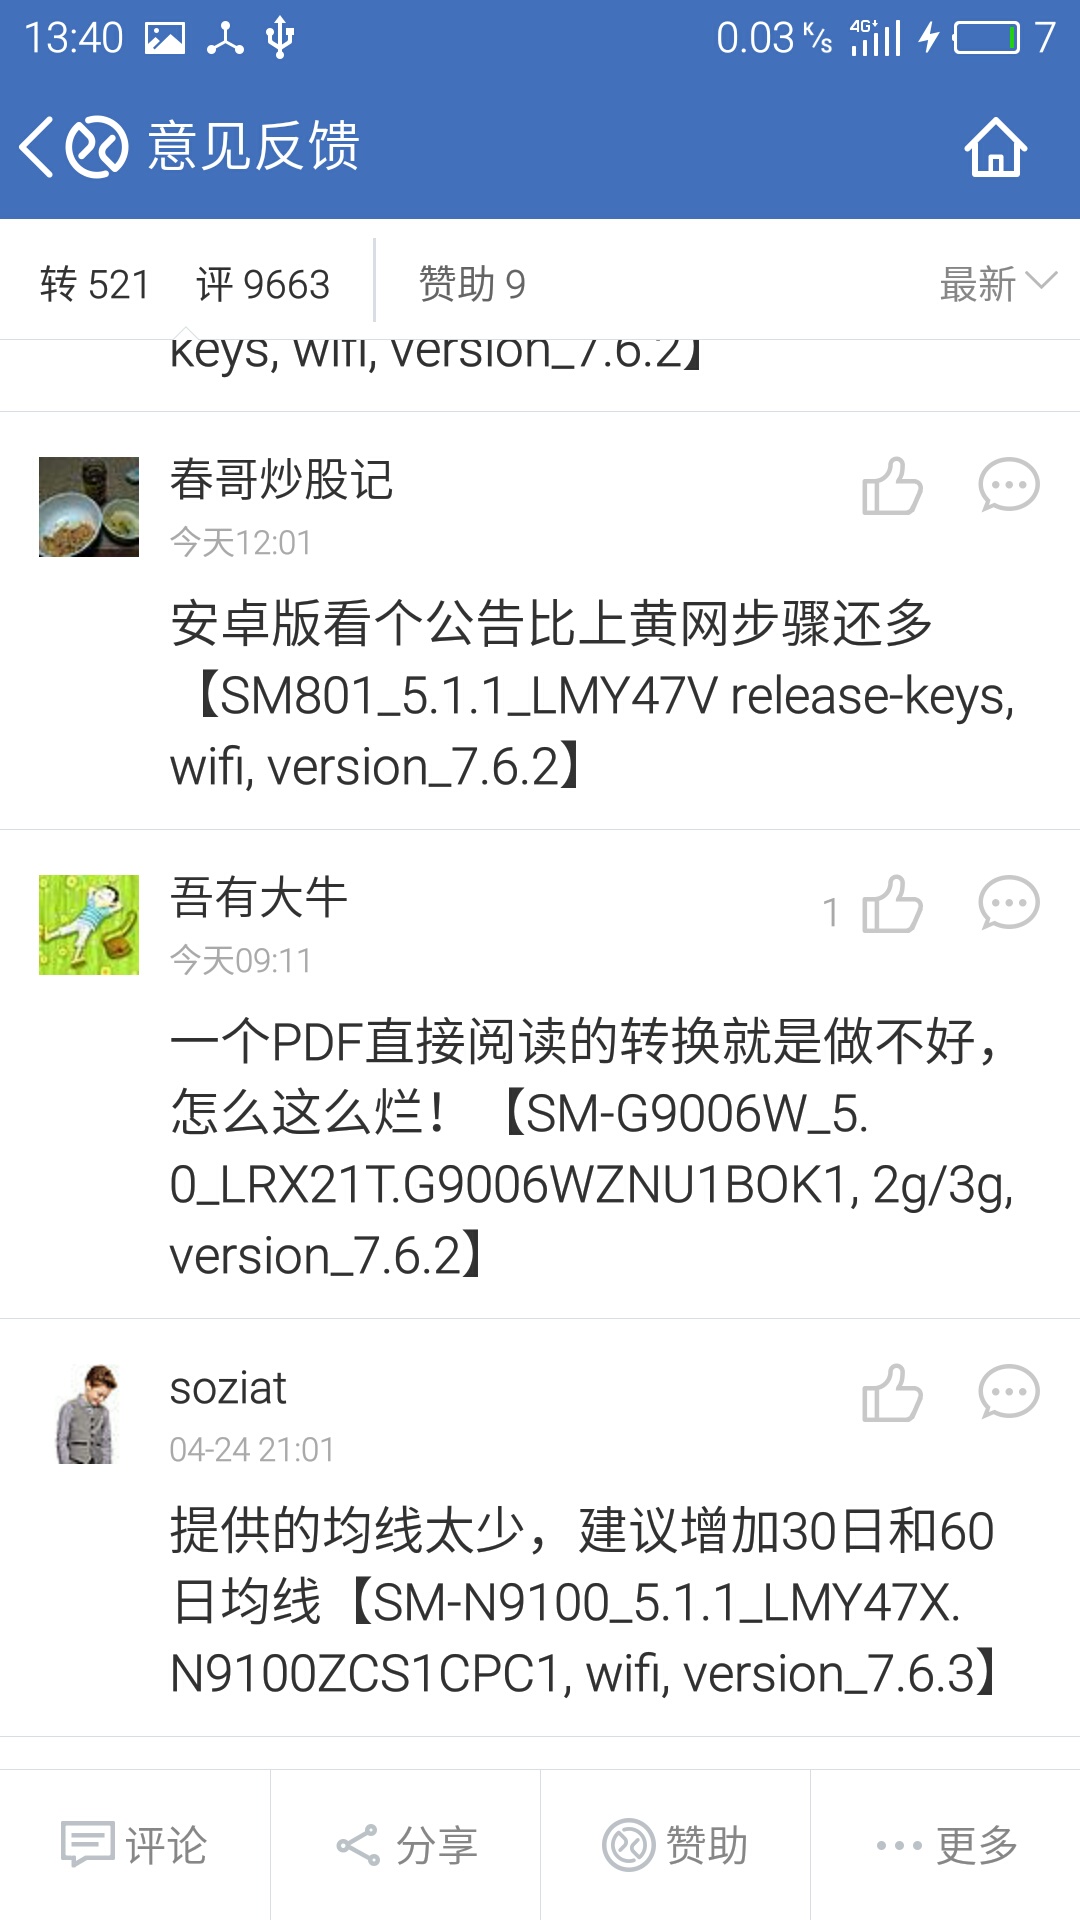 13:40 0.03 K/s 4G+ 7
意见反馈
转 521 评 9663 赞助 9 最新
keys, wifi, version_7.6.2】
春哥炒股记
今天12:01
安卓版看个公告比上黄网步骤还多
【SM801_5.1.1_LMY47V release-keys,
wifi, version_7.6.2】
吾有大牛
1
今天09:11
一个PDF直接阅读的转换就是做不好，
怎么这么烂！【SM-G9006W_5.
0_LRX21T.G9006WZNU1BOK1, 2g/3g,
version_7.6.2】
soziat
04-24 21:01
提供的均线太少，建议增加30日和60
日均线【SM-N9100_5.1.1_LMY47X.
N9100ZCS1CPC1, wifi, version_7.6.3】
评论 分享 赞助 更多